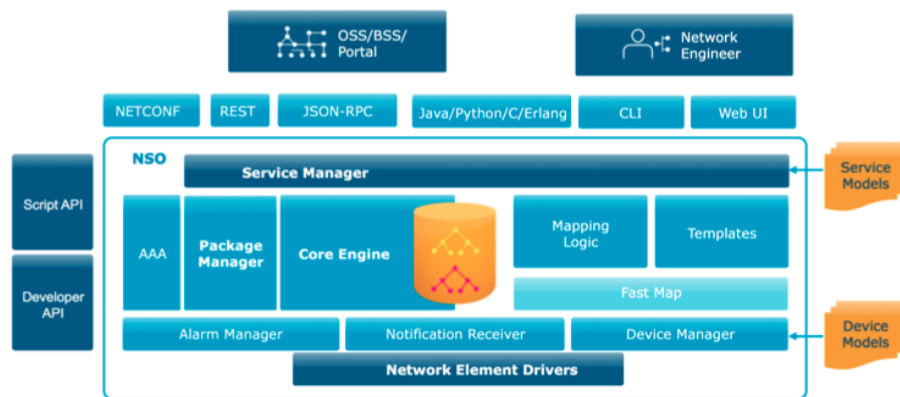 OSS/BSS/
Portal
Network
Engineer
NETCONF
REST
JSON-RPC
Java/Python/C/Erlang
CLI
Web UI
NSO
Service Manager
Service
Models
Script API
AAA
Package
Manager
Core Engine
Mapping
Logic
Templates
Developer
API
Fast Map
Alarm Manager
Notification Receiver
Device Manager
Device
Models
Network Element Drivers